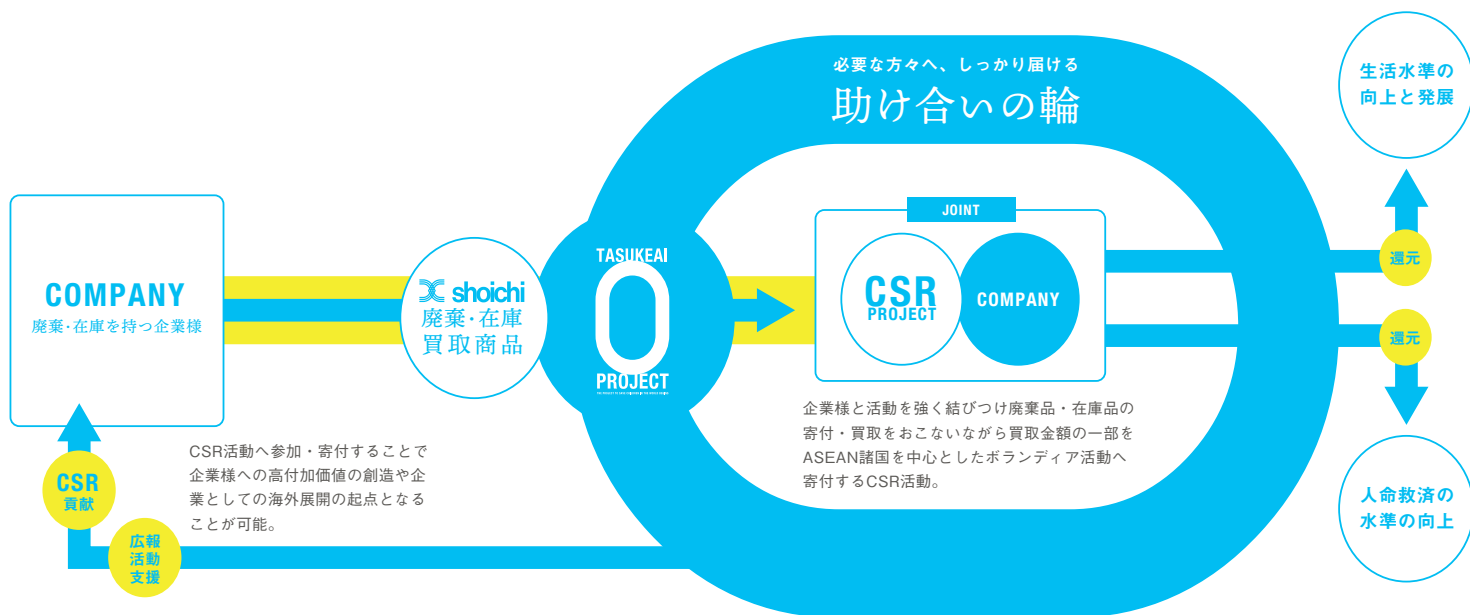 必要な方々へ、しっかり届ける
助け合いの輪
生活水準の
向上と発展
JOINT
COMPANY
廃棄・在庫を持つ企業様
shoichi
廃棄・在庫
買取商品
TASUKEAI
0
PROJECT
CSR
PROJECT
COMPANY
還元
還元
企業様と活動を強く結びつけ廃棄品・在庫品の
寄付・買取をおこないながら買取金額の一部を
ASEAN諸国を中心としたボランディア活動へ
寄付するCSR活動。
CSR活動へ参加・寄付することで
企業様への高付加価値の創造や企
業としての海外展開の起点となる
ことが可能。
CSR
貢献
広報
活動
支援
人命救済の
水準の向上